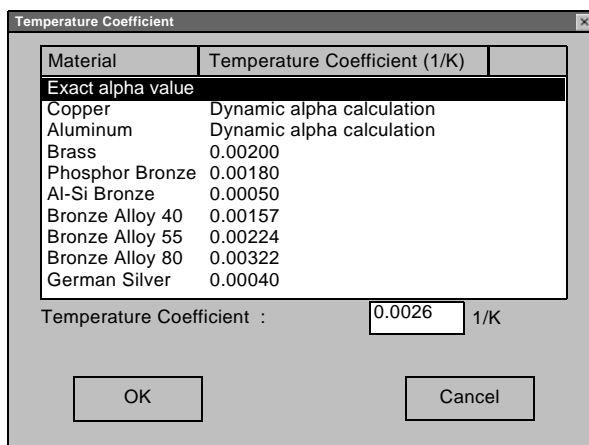 Temperature Coefficient
Material Temperature Coefficient (1/K)
Exact alpha value
Copper Dynamic alpha calculation
Aluminum Dynamic alpha calculation
Brass 0.00200
Phosphor Bronze 0.00180
Al-Si Bronze 0.00050
Bronze Alloy 40 0.00157
Bronze Alloy 55 0.00224
Bronze Alloy 80 0.00322
German Silver 0.00040
Temperature Coefficient : 0.0026 1/K
OK Cancel